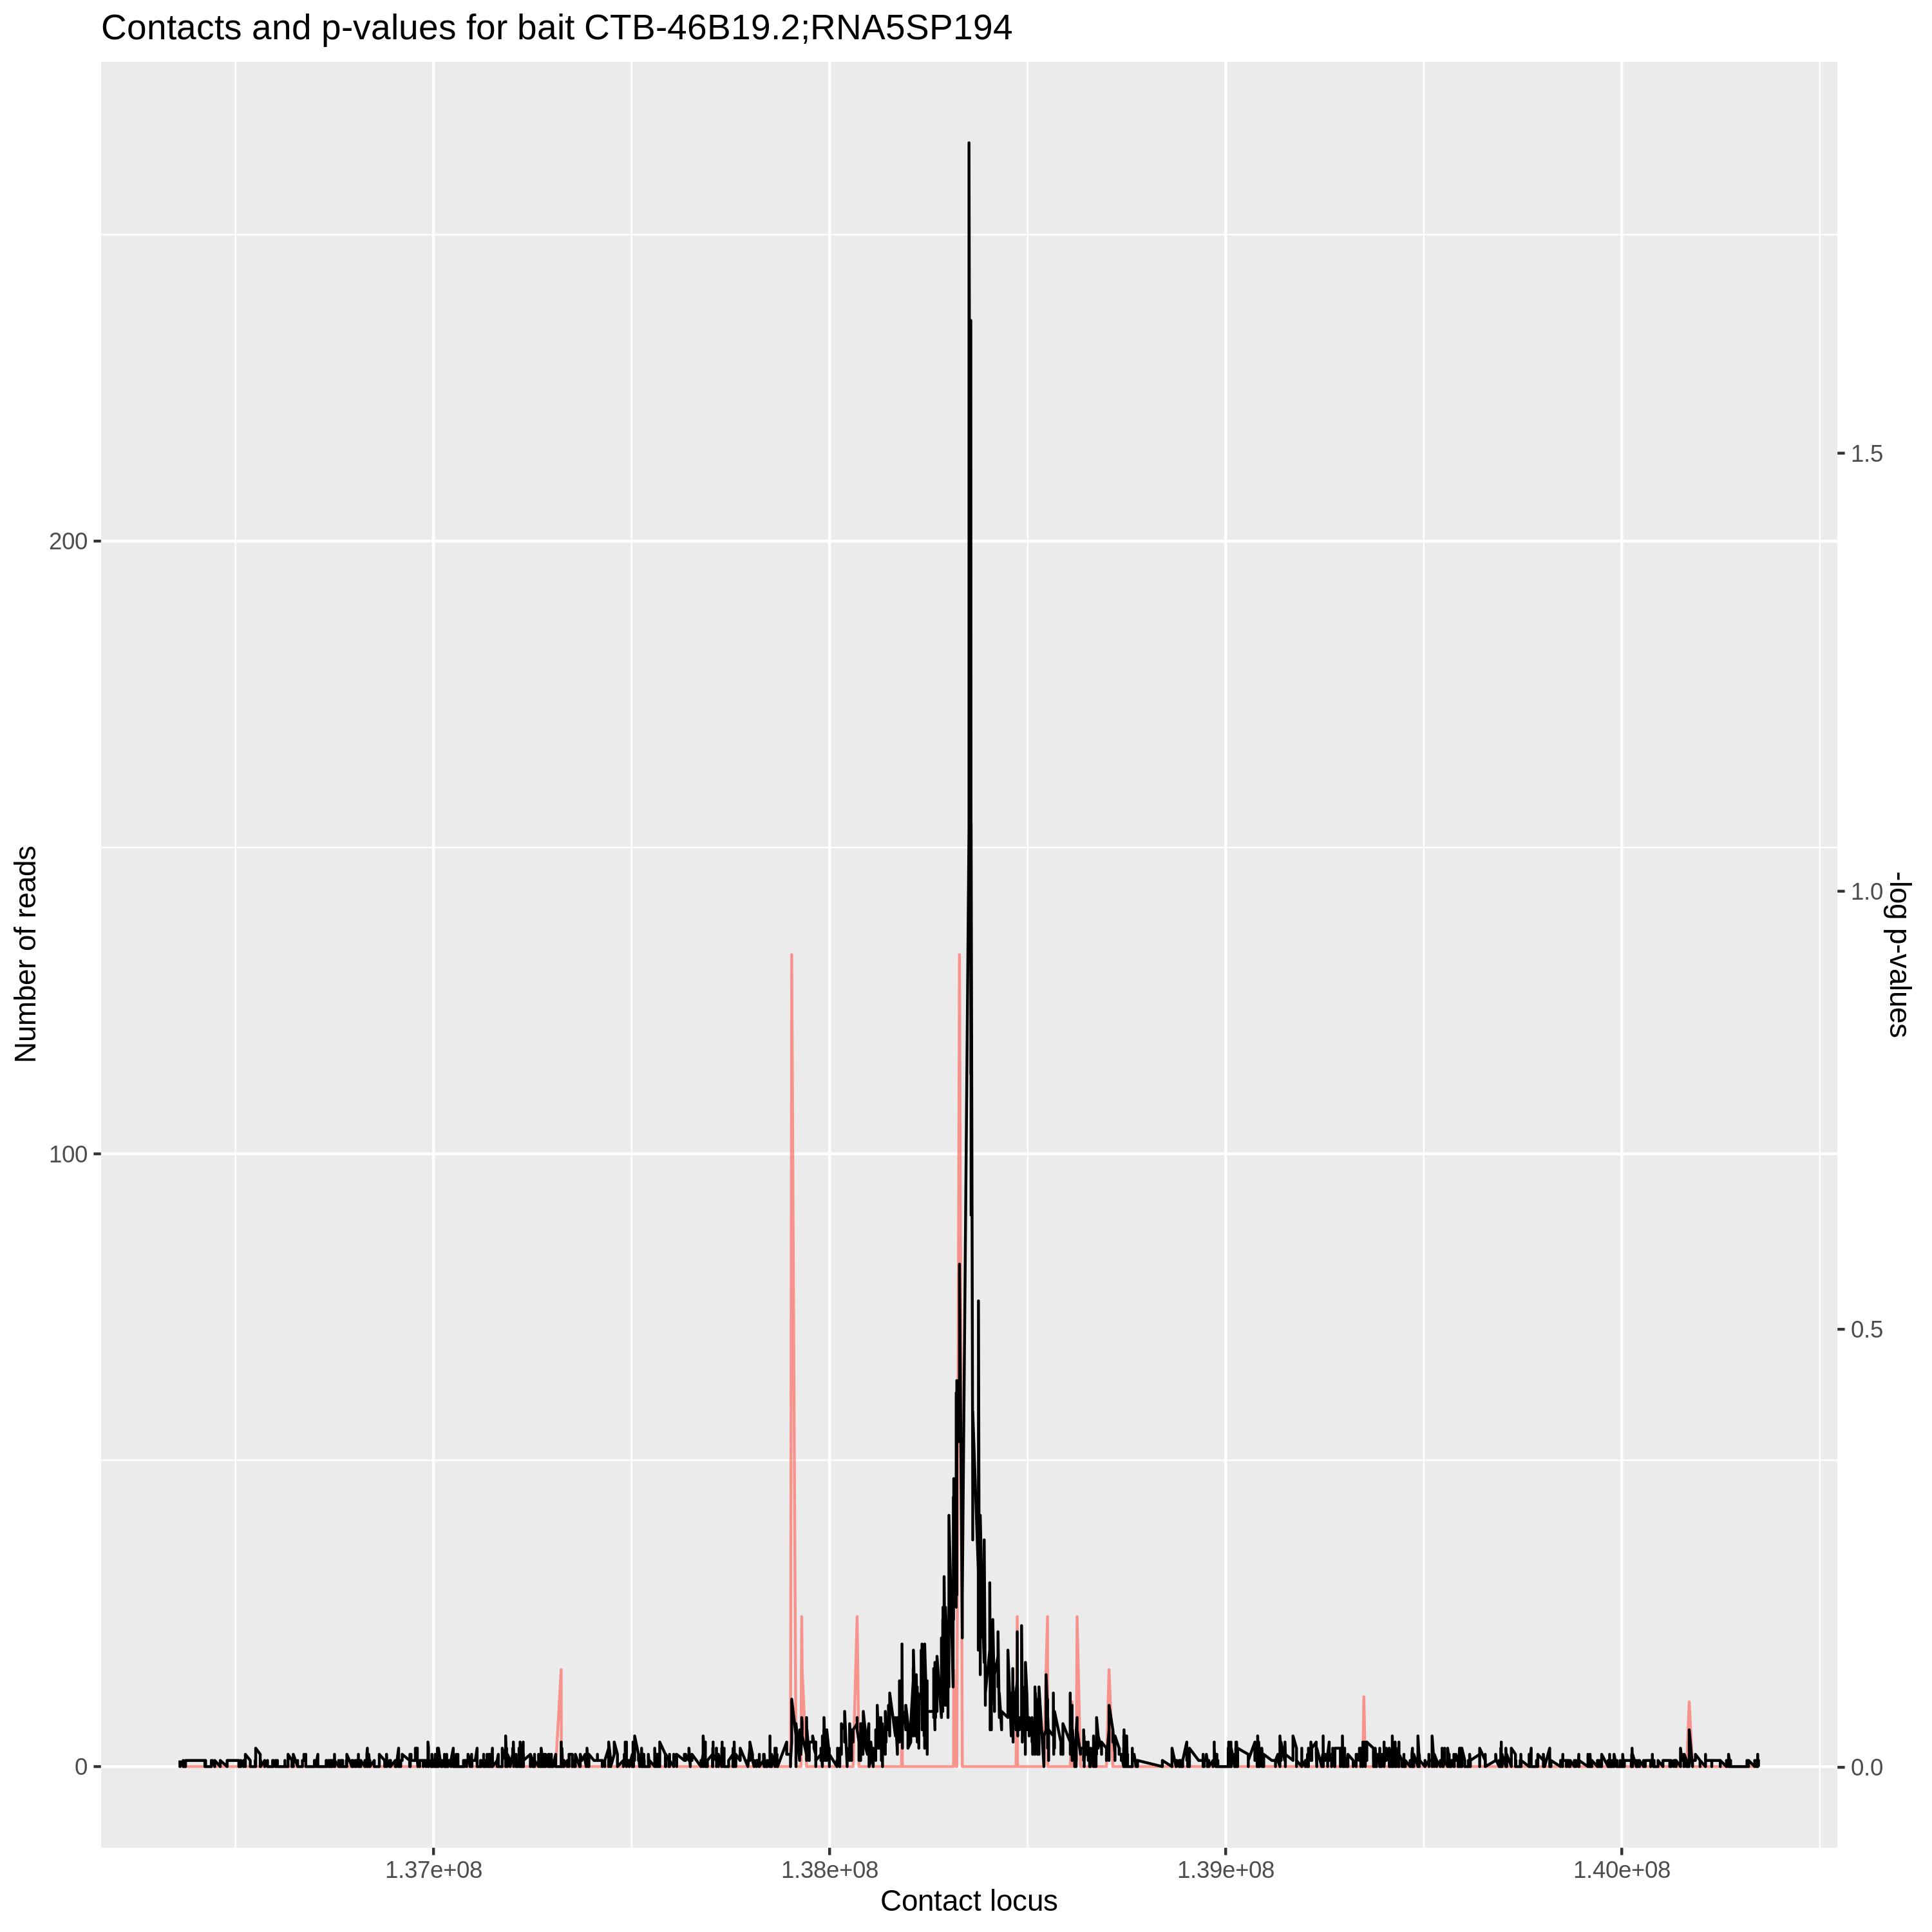 Contacts and p-values for bait CTB-46B19.2;RNA5SP194
Number of reads
200
100
0
1.5
1.0
0.5
0.0
-log p-values
1.37e+08
1.38e+08
1.39e+08
1.40e+08
Contact locus